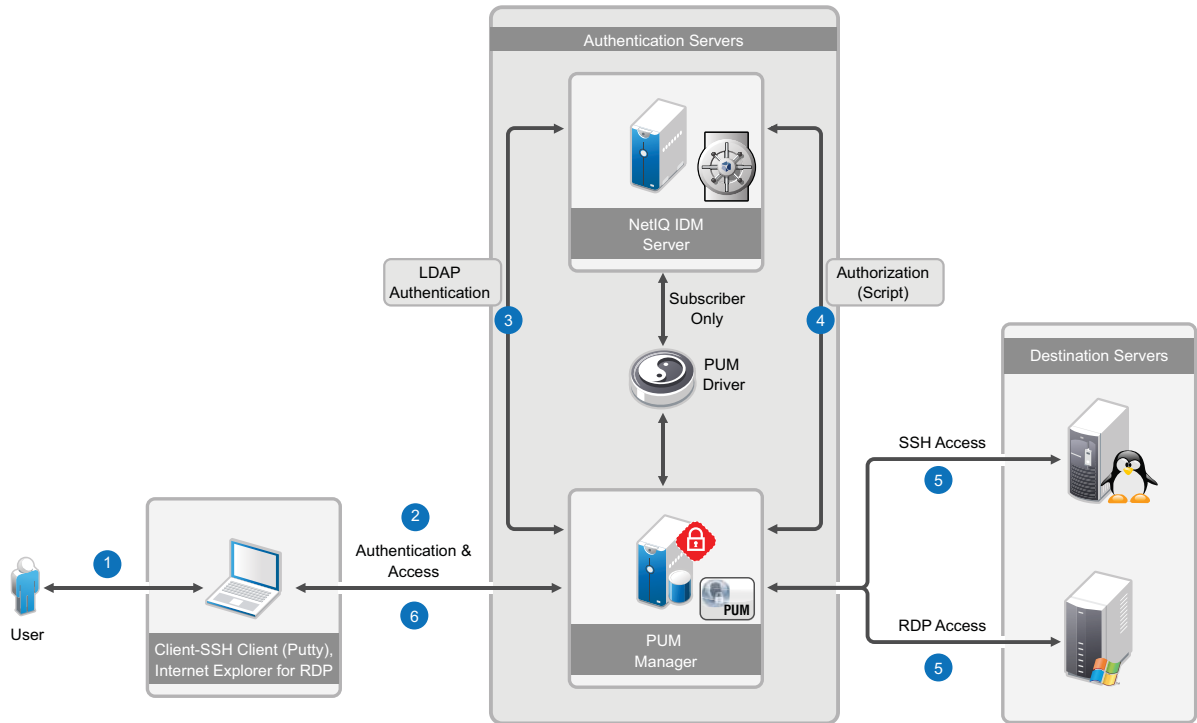 Authentication Servers
NetIQ IDM
Server
LDAP
Authentication
3
Authorization
(Script)
4
Subscriber
Only
PUM
Driver
Destination Servers
SSH Access
5
RDP Access
5
1
User
Client-SSH Client (Putty),
Internet Explorer for RDP
2
Authentication &
Access
6
PUM
PUM
Manager